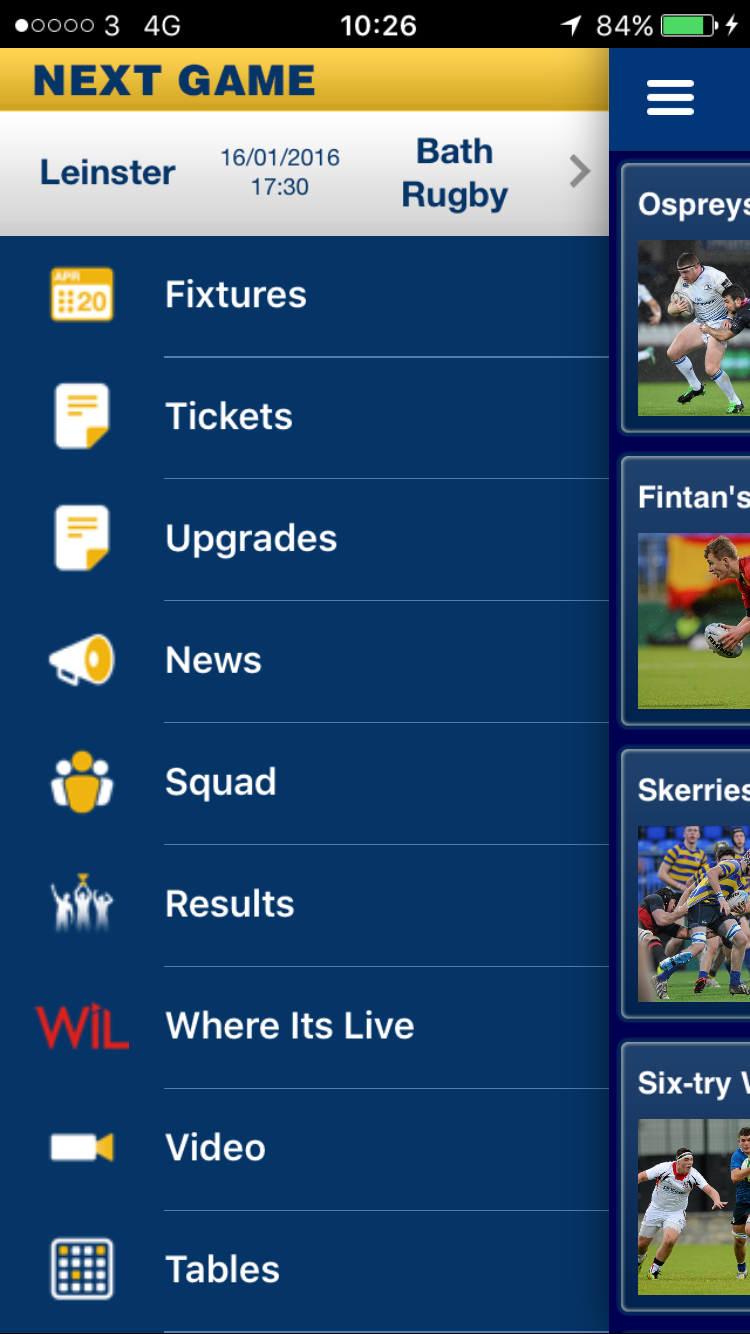 3 4G 10:26 84%
NEXT GAME
Leinster 16/01/2016 17:30 Bath Rugby
APR 20 Fixtures
Tickets
Upgrades
News
Squad
Results
WiL Where Its Live
Video
Tables
Ospreys
Fintan's
Skerries
Six-try